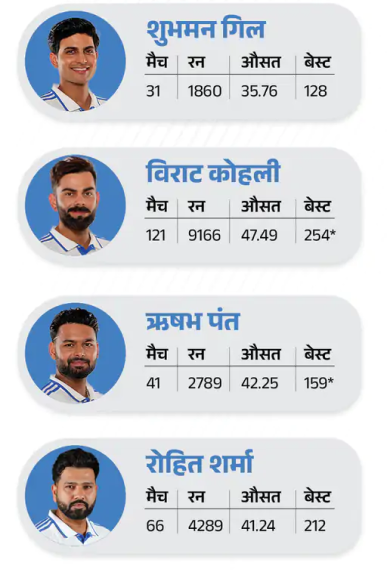 शुभमन गिल
मैच रन औसत बेस्ट
31 1860 35.76 128
विराट कोहली
मैच रन औसत बेस्ट
121 9166 47.49 254*
ऋषभ पंत
मैच रन औसत बेस्ट
41 2789 42.25 159*
रोहित शर्मा
मैच रन औसत बेस्ट
66 4289 41.24 212